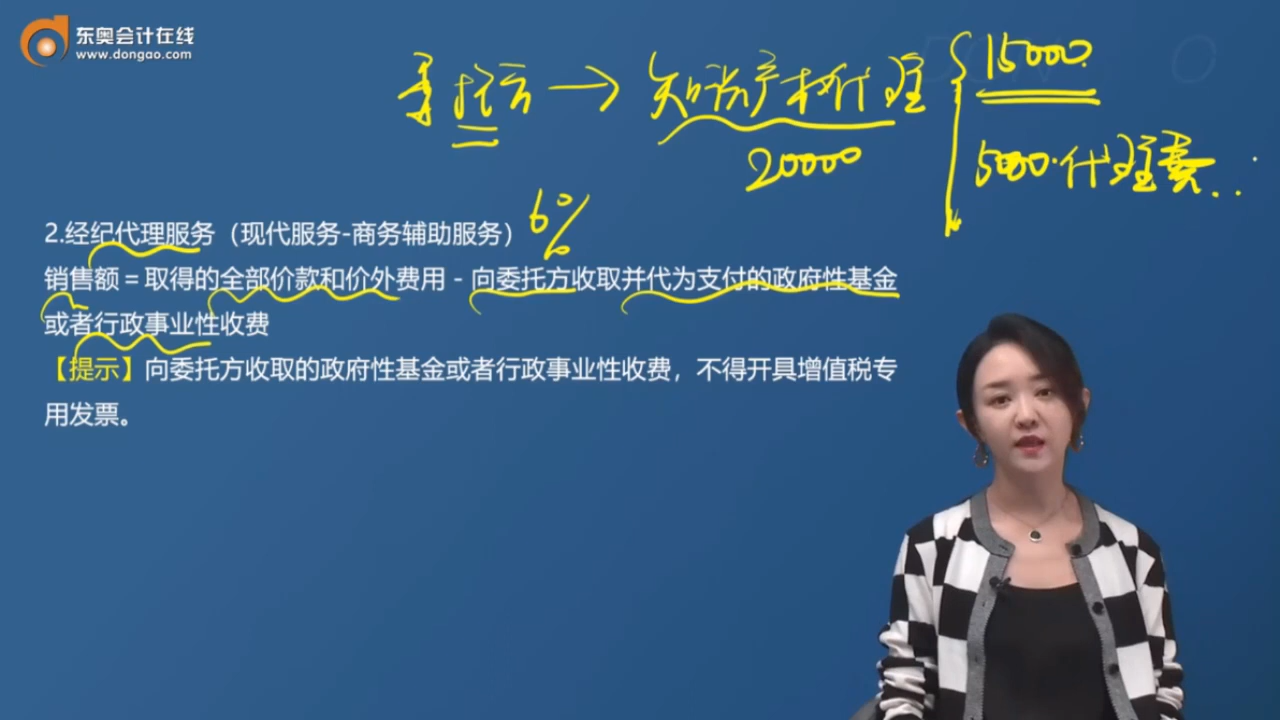 东奥会计在线
www.dongao.com
委托方 → 知识产权代理 15000.
20000
5000.代理费..
2.经纪代理服务（现代服务-商务辅助服务） 6%
销售额＝取得的全部价款和价外费用－向委托方收取并代为支付的政府性基金
或者行政事业性收费
【提示】向委托方收取的政府性基金或者行政事业性收费，不得开具增值税专
用发票。